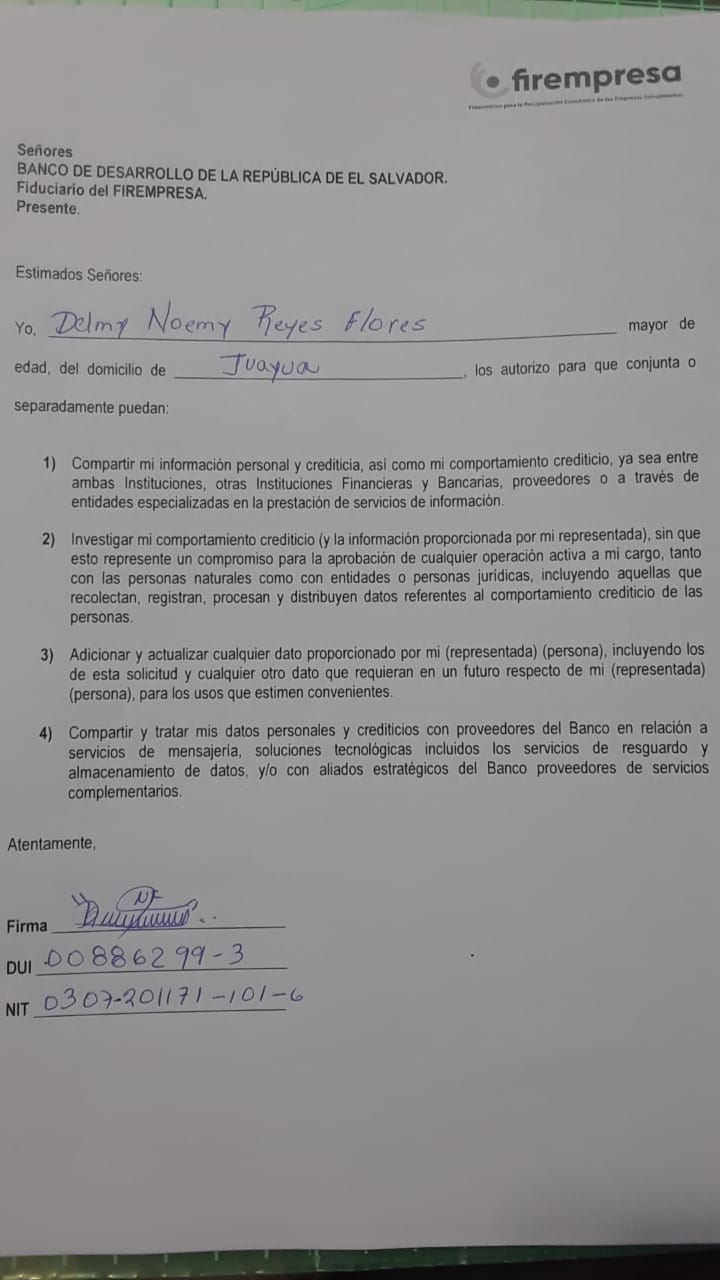 firempresa
Fideicomiso para la Recuperación Económica de las Empresas Salvadoreñas
Señores
BANCO DE DESARROLLO DE LA REPÚBLICA DE EL SALVADOR.
Fiduciario del FIREMPRESA.
Presente.
Estimados Señores:
Yo, Delmy Noemy Reyes Flores mayor de
edad, del domicilio de Juayua, los autorizo para que conjunta o
separadamente puedan:
1) Compartir mi información personal y crediticia, así como mi comportamiento crediticio, ya sea entre
ambas Instituciones, otras Instituciones Financieras y Bancarias, proveedores o a través de
entidades especializadas en la prestación de servicios de información.
2) Investigar mi comportamiento crediticio (y la información proporcionada por mi representada), sin que
esto represente un compromiso para la aprobación de cualquier operación activa a mi cargo, tanto
con las personas naturales como con entidades o personas jurídicas, incluyendo aquellas que
recolectan, registran, procesan y distribuyen datos referentes al comportamiento crediticio de las
personas.
3) Adicionar y actualizar cualquier dato proporcionado por mi (representada) (persona), incluyendo los
de esta solicitud y cualquier otro dato que requieran en un futuro respecto de mi (representada)
(persona), para los usos que estimen convenientes.
4) Compartir y tratar mis datos personales y crediticios con proveedores del Banco en relación a
servicios de mensajería, soluciones tecnológicas incluidos los servicios de resguardo y
almacenamiento de datos, y/o con aliados estratégicos del Banco proveedores de servicios
complementarios.
Atentamente,
Firma
DUI 00886299-3
NIT 0307-201171-101-6